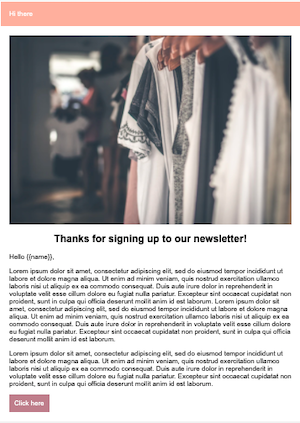 Hi there
Thanks for signing up to our newsletter!
Hello {{name}},
Lorem ipsum dolor sit amet, consectetur adipiscing elit, sed do eiusmod tempor incididunt ut
labore et dolore magna aliqua. Ut enim ad minim veniam, quis nostrud exercitation ullamco
laboris nisi ut aliquip ex ea commodo consequat. Duis aute irure dolor in reprehenderit in
voluptate velit esse cillum dolore eu fugiat nulla pariatur. Excepteur sint occaecat cupidatat non
proident, sunt in culpa qui officia deserunt mollit anim id est laborum. Lorem ipsum dolor sit
amet, consectetur adipiscing elit, sed do eiusmod tempor incididunt ut labore et dolore magna
aliqua. Ut enim ad minim veniam, quis nostrud exercitation ullamco laboris nisi ut aliquip ex ea
commodo consequat. Duis aute irure dolor in reprehenderit in voluptate velit esse cillum dolore
eu fugiat nulla pariatur. Excepteur sint occaecat cupidatat non proident, sunt in culpa qui officia
deserunt mollit anim id est laborum.
Lorem ipsum dolor sit amet, consectetur adipiscing elit, sed do eiusmod tempor incididunt ut
labore et dolore magna aliqua. Ut enim ad minim veniam, quis nostrud exercitation ullamco
laboris nisi ut aliquip ex ea commodo consequat. Duis aute irure dolor in reprehenderit in
voluptate velit esse cillum dolore eu fugiat nulla pariatur. Excepteur sint occaecat cupidatat non
proident, sunt in culpa qui officia deserunt mollit anim id est laborum.
Click here